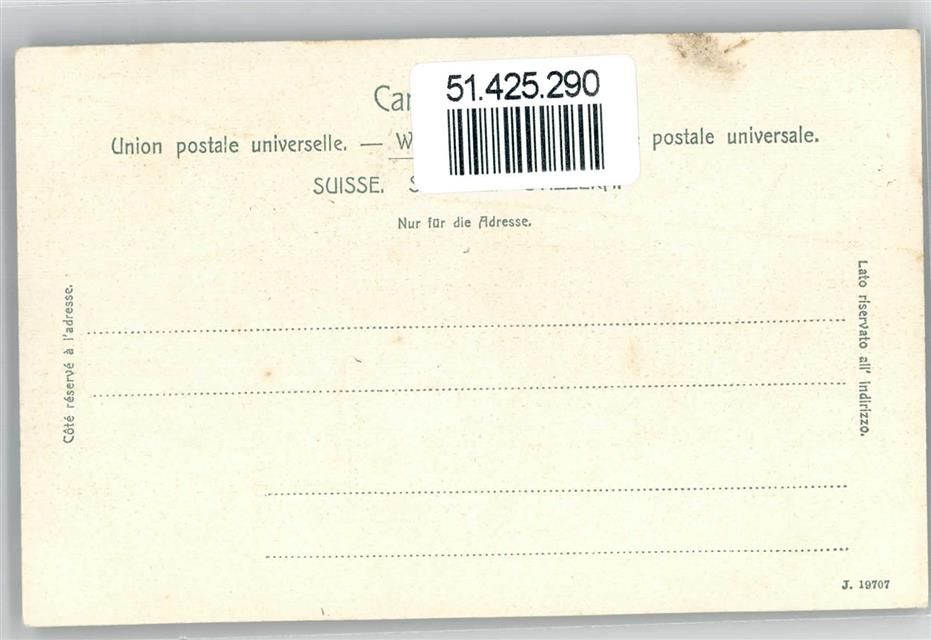 51.425.290
Union postale universelle. — postale universale.
SUISSE.
Nur für die Adresse.
Côté réservé à l'adresse.
Lato riservato all' indirizzo.
J. 19707